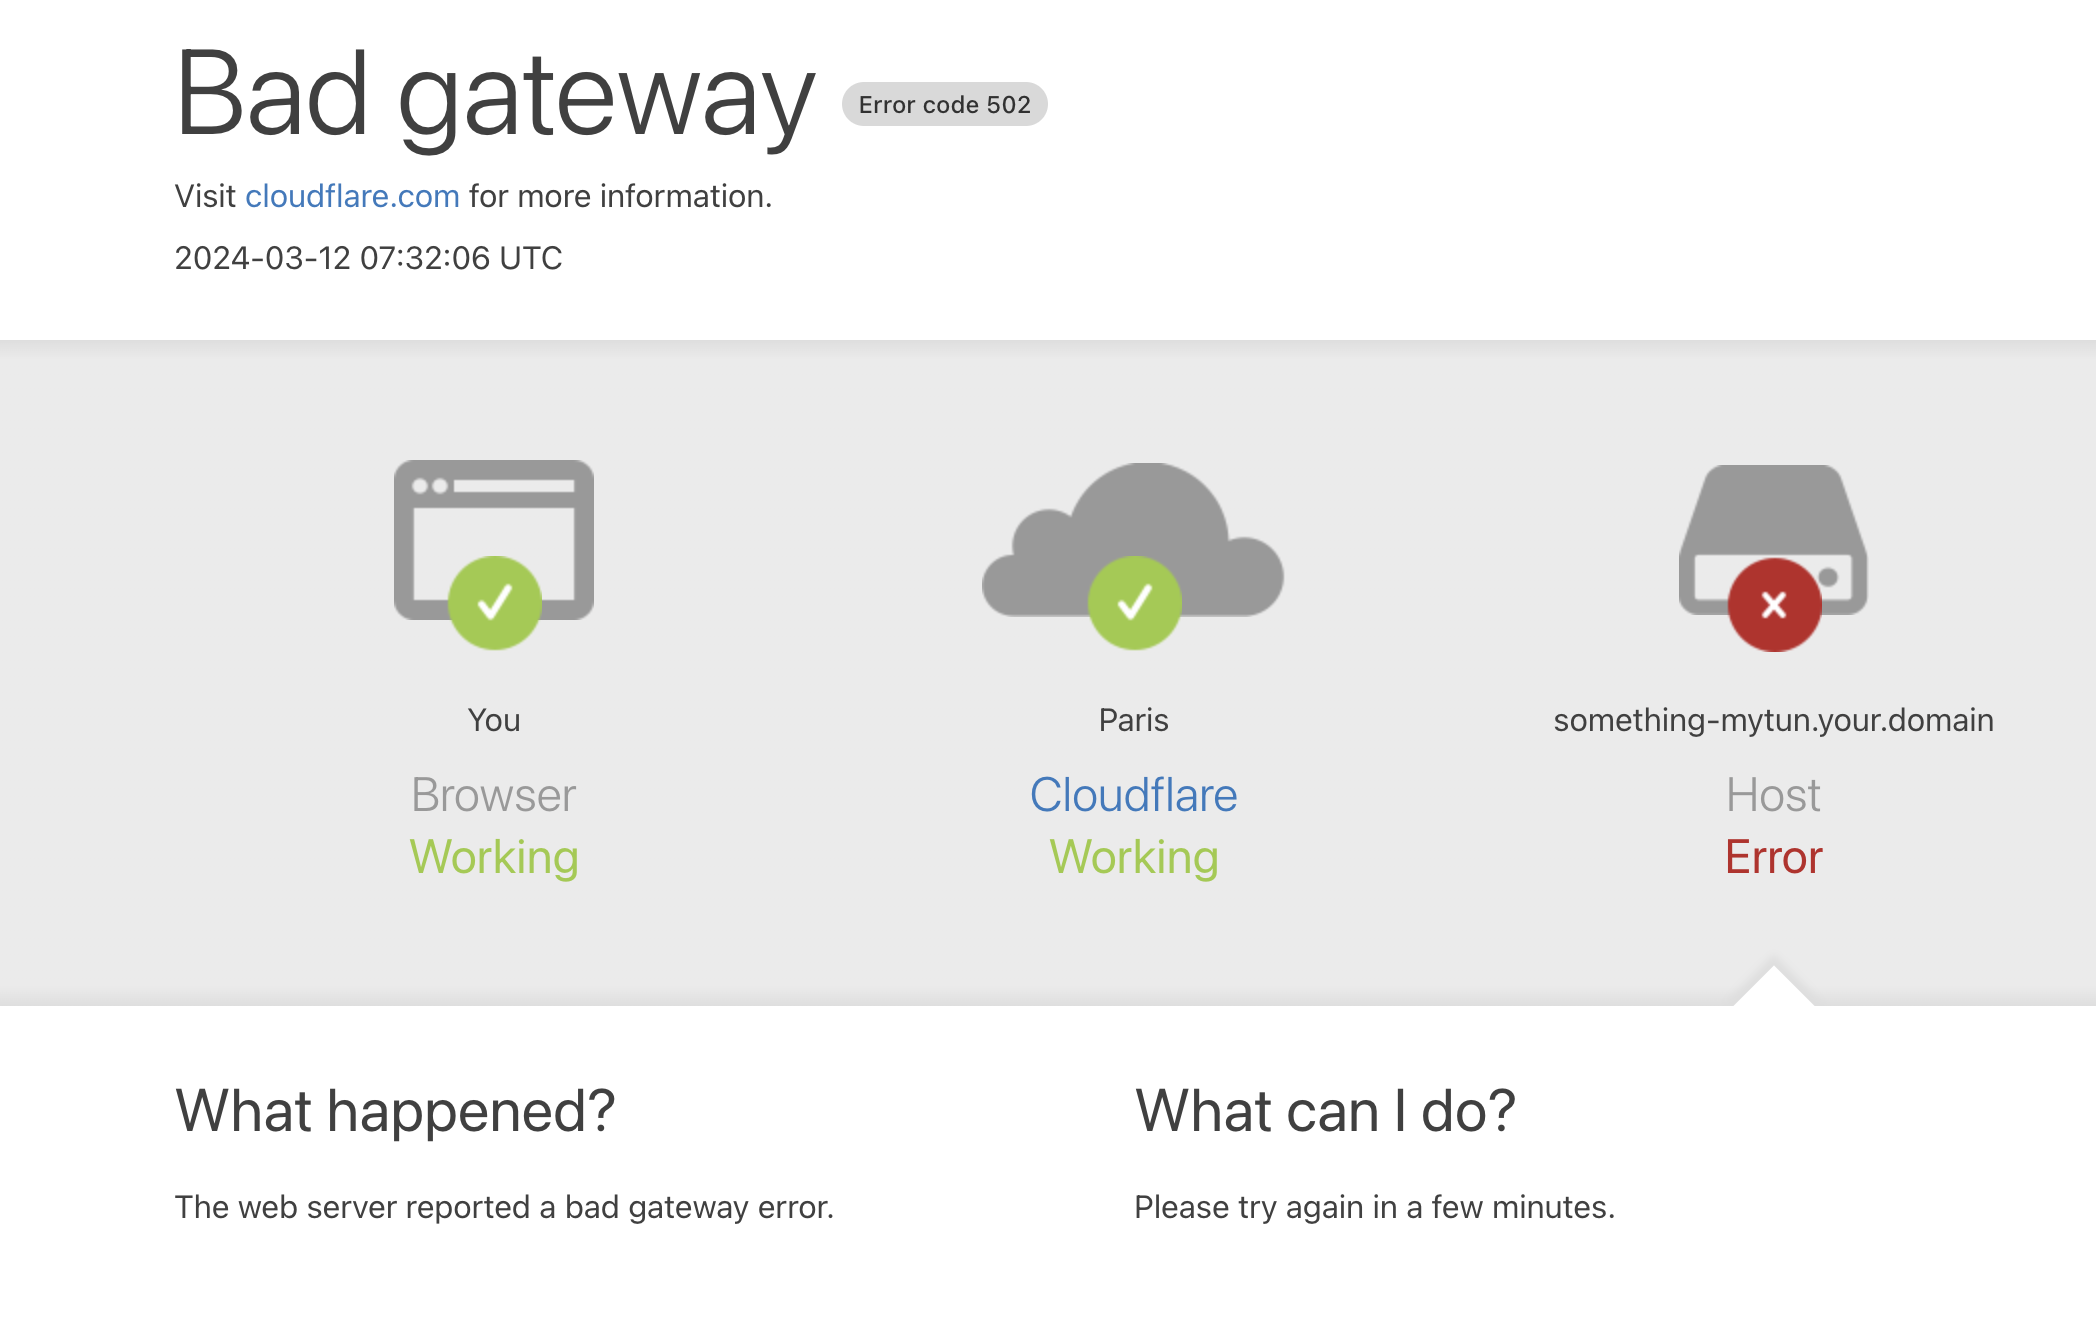 Bad gateway Error code 502
Visit cloudflare.com for more information.
2024-03-12 07:32:06 UTC
You
Browser
Working
Paris
Cloudflare
Working
something-mytun.your.domain
Host
Error
What happened?
The web server reported a bad gateway error.
What can I do?
Please try again in a few minutes.